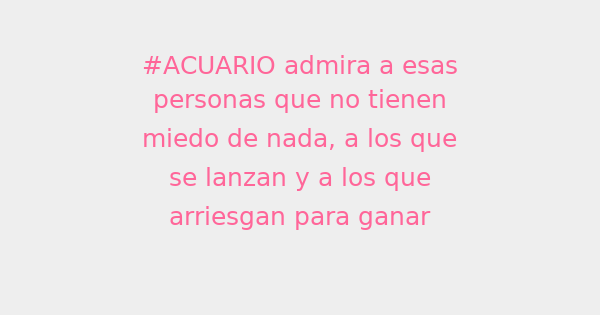 #ACUARIO admira a esas
personas que no tienen
miedo de nada, a los que
se lanzan y a los que
arriesgan para ganar